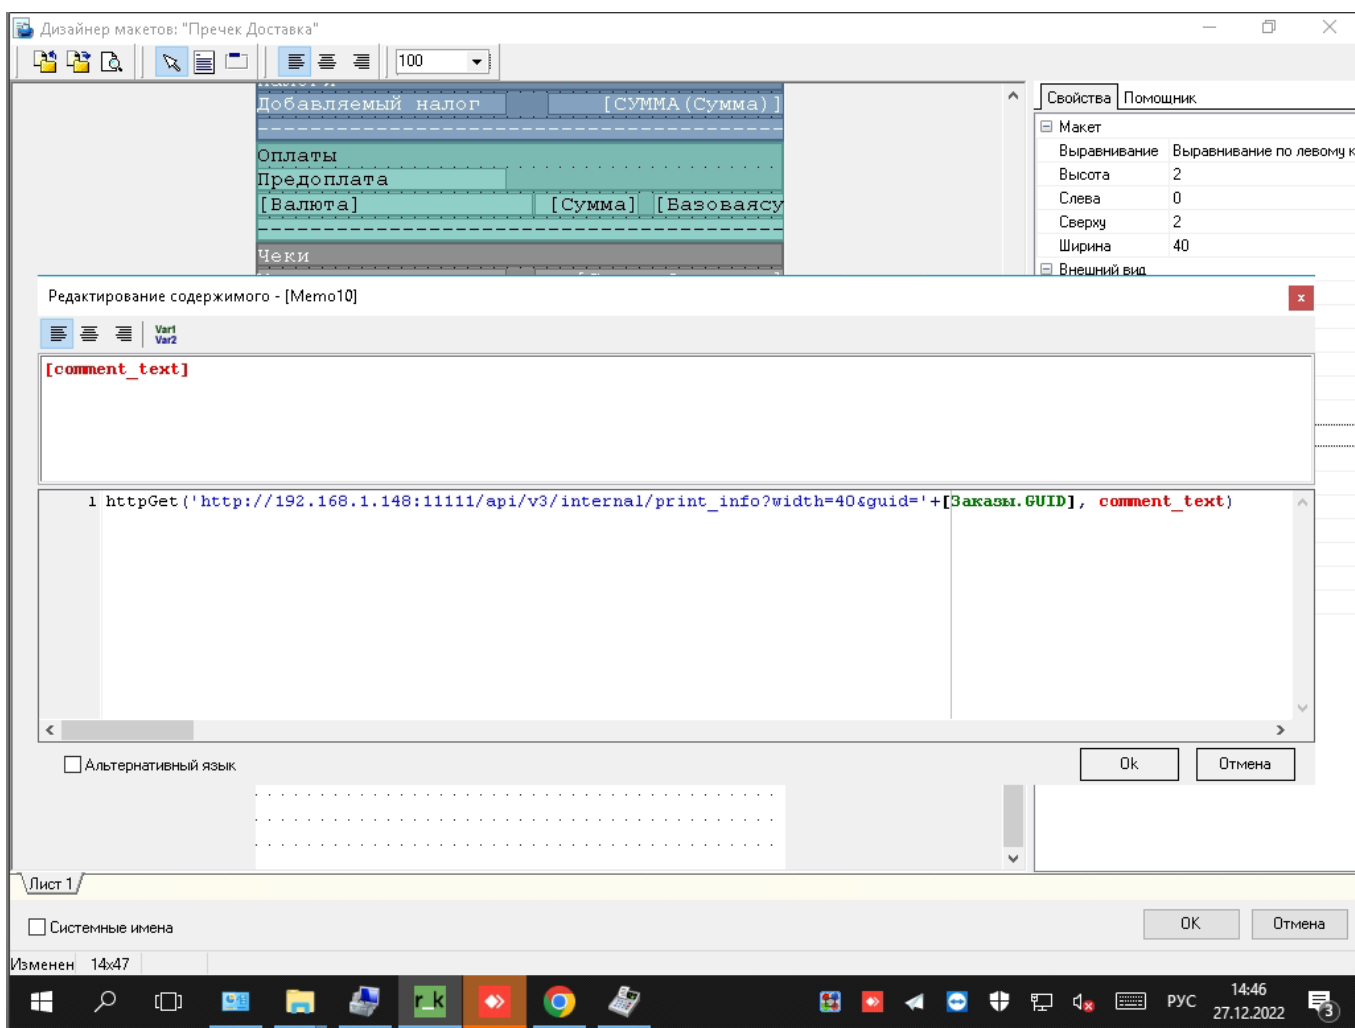 Дизайнер макетов: "Пречек Доставка"
100
Добавляемый налог [СУММА(Сумма)]
Оплаты
Предоплата
[Валюта] [Сумма] [Базоваясу
Чеки
Свойства Помощник
Макет
Выравнивание Выравнивание по левому к
Высота 2
Слева 0
Сверху 2
Ширина 40
Внешний вид
Редактирование содержимого - [Memo10]
Var1
Var2
[comment_text]
1 httpGet('http://192.168.1.148:11111/api/v3/internal/print_info?width=40&guid='+[Заказы.GUID], comment_text)
Альтернативный язык
Ok Отмена
Лист 1
Системные имена
OK Отмена
Изменен 14x47
r_k
РУС
14:46
27.12.2022
3